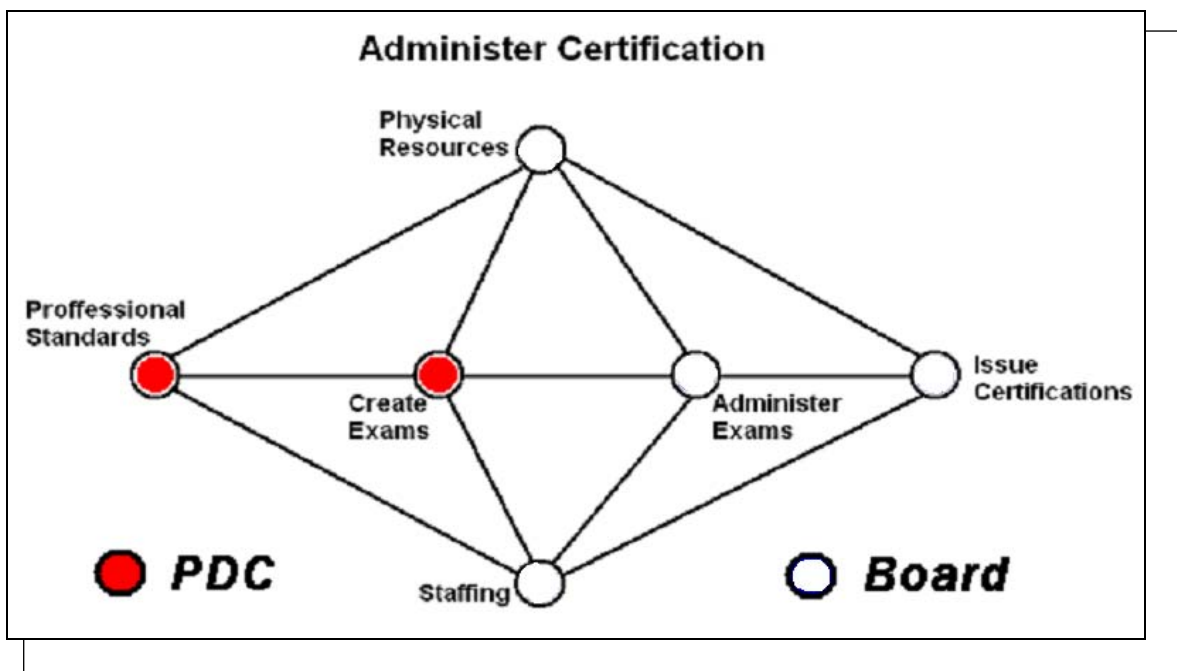 Administer Certification
Physical
Resources
Proffessional
Standards
Issue
Certifications
Create
Exams
Administer
Exams
Staffing
PDC
Board